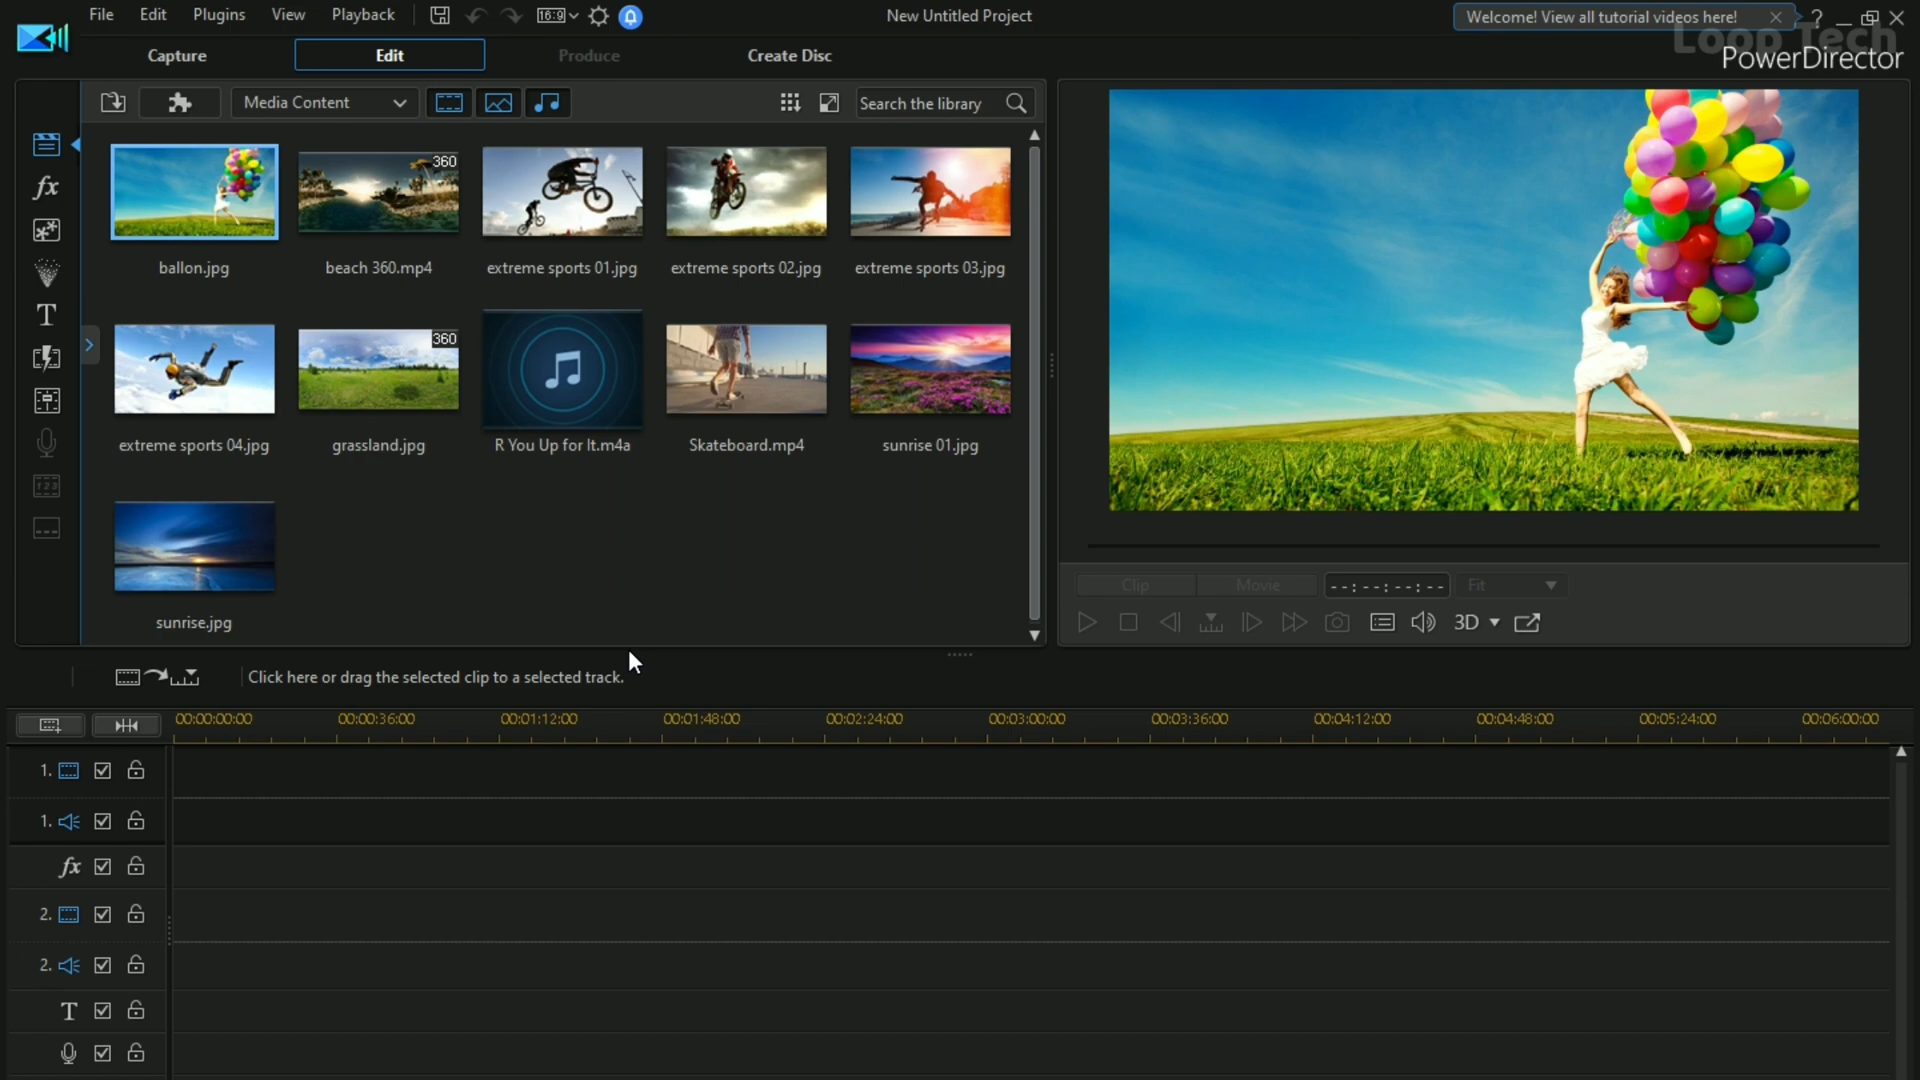 File Edit Plugins View Playback 16:9 New Untitled Project Welcome! View all tutorial videos here! ?
Loop Tech
PowerDirector
Capture Edit Produce Create Disc
Media Content Search the library
360
ballon.jpg beach 360.mp4 extreme sports 01.jpg extreme sports 02.jpg extreme sports 03.jpg
fx
T
360
extreme sports 04.jpg grassland.jpg R You Up for It.m4a Skateboard.mp4 sunrise 01.jpg
123
sunrise.jpg
Clip Movie --:--:--:-- Fit
3D
Click here or drag the selected clip to a selected track.
00:00:00:00 00:00:36:00 00:01:12:00 00:01:48:00 00:02:24:00 00:03:00:00 00:03:36:00 00:04:12:00 00:04:48:00 00:05:24:00 00:06:00:00
1.
1.
fx
2.
2.
T